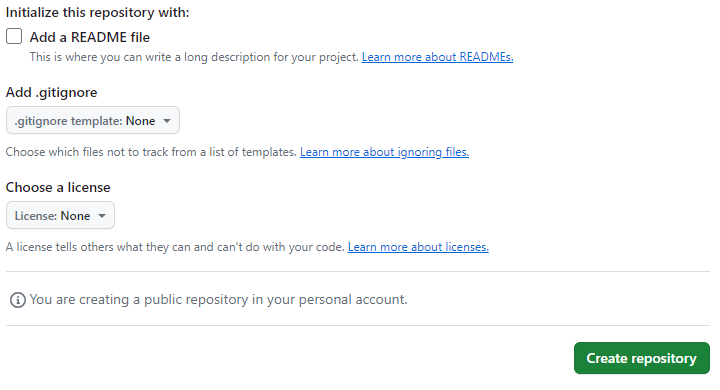 Initialize this repository with:
Add a README file
This is where you can write a long description for your project. Learn more about READMEs.
Add .gitignore
.gitignore template: None
Choose which files not to track from a list of templates. Learn more about ignoring files.
Choose a license
License: None
A license tells others what they can and can't do with your code. Learn more about licenses.
You are creating a public repository in your personal account.
Create repository